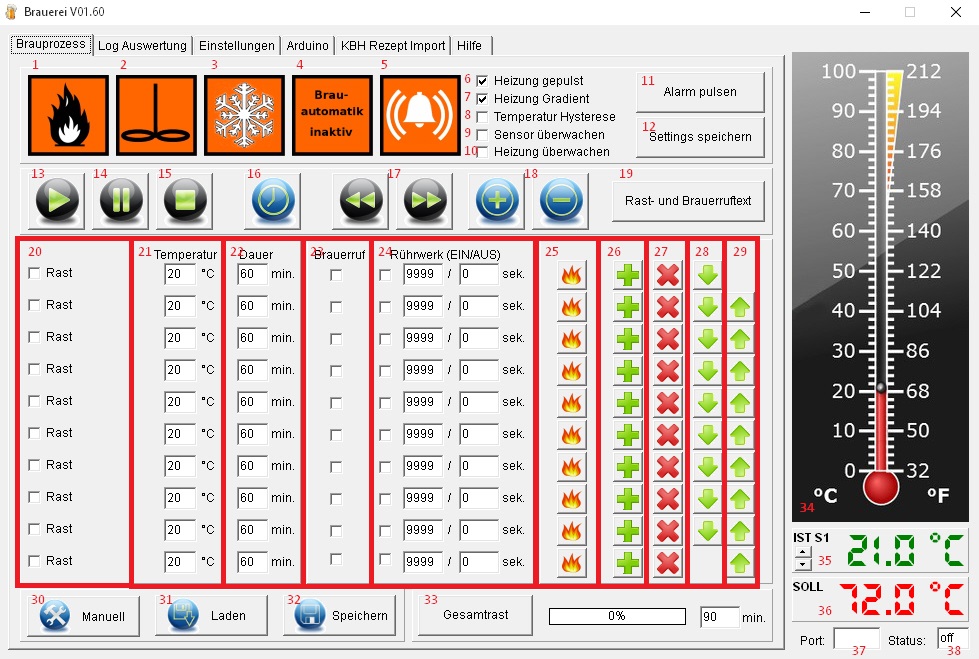 Brauerei V01.60
Brauprozess Log Auswertung Einstellungen Arduino KBH Rezept Import Hilfe
1 2 3 4 5
Brau-
automatik
inaktiv
6 Heizung gepulst
7 Heizung Gradient
8 Temperatur Hysterese
9 Sensor überwachen
10 Heizung überwachen
11 Alarm pulsen
12 Settings speichern
13 14 15 16 17 18 19
Rast- und Brauerruftext
20 21 Temperatur 22 Dauer 23 Brauerruf 24 Rührwerk (EIN/AUS) 25 26 27 28 29
Rast 20 °C 60 min. 9999 / 0 sek.
Rast 20 °C 60 min. 9999 / 0 sek.
Rast 20 °C 60 min. 9999 / 0 sek.
Rast 20 °C 60 min. 9999 / 0 sek.
Rast 20 °C 60 min. 9999 / 0 sek.
Rast 20 °C 60 min. 9999 / 0 sek.
Rast 20 °C 60 min. 9999 / 0 sek.
Rast 20 °C 60 min. 9999 / 0 sek.
Rast 20 °C 60 min. 9999 / 0 sek.
Rast 20 °C 60 min. 9999 / 0 sek.
30 Manuell 31 Laden 32 Speichern 33 Gesamtrast 0% 90 min.
100 212
90 194
80 176
70 158
60 140
50 122
40 104
30 86
20 68
10 50
0 32
°C °F
34
IST S1 35 21.0 °C
SOLL 36 72.0 °C
Port: 37 Status: off 38